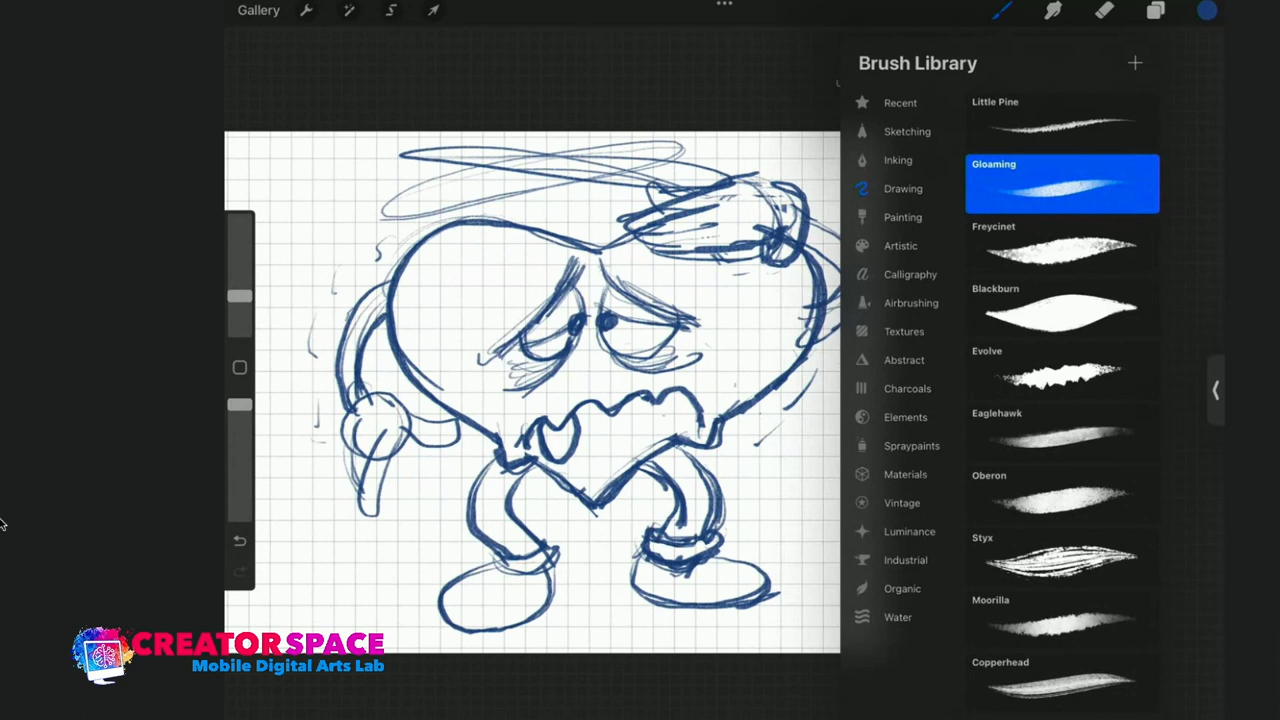 Gallery
Brush Library
Recent
Sketching
Inking
Drawing
Painting
Artistic
Calligraphy
Airbrushing
Textures
Abstract
Charcoals
Elements
Spraypaints
Materials
Vintage
Luminance
Industrial
Organic
Water
Little Pine
Gloaming
Freycinet
Blackburn
Evolve
Eaglehawk
Oberon
Styx
Moorilla
Copperhead
CREATORSPACE
Mobile Digital Arts Lab